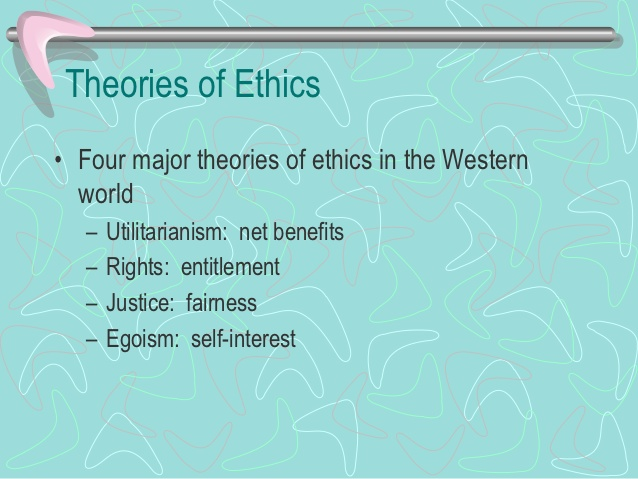 Theories of Ethics
• Four major theories of ethics in the Western
world
– Utilitarianism: net benefits
– Rights: entitlement
– Justice: fairness
– Egoism: self-interest